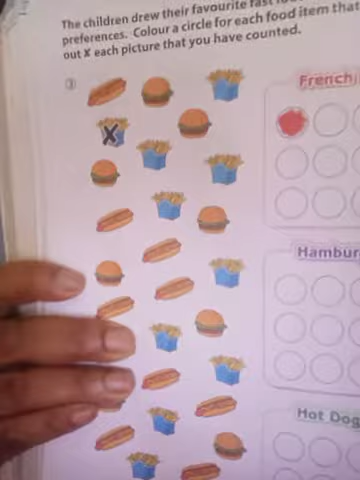 The children drew their favourite fast
preferences. Colour a circle for each food item that
out X each picture that you have counted.
3
French
X
Hambur
Hot Dog